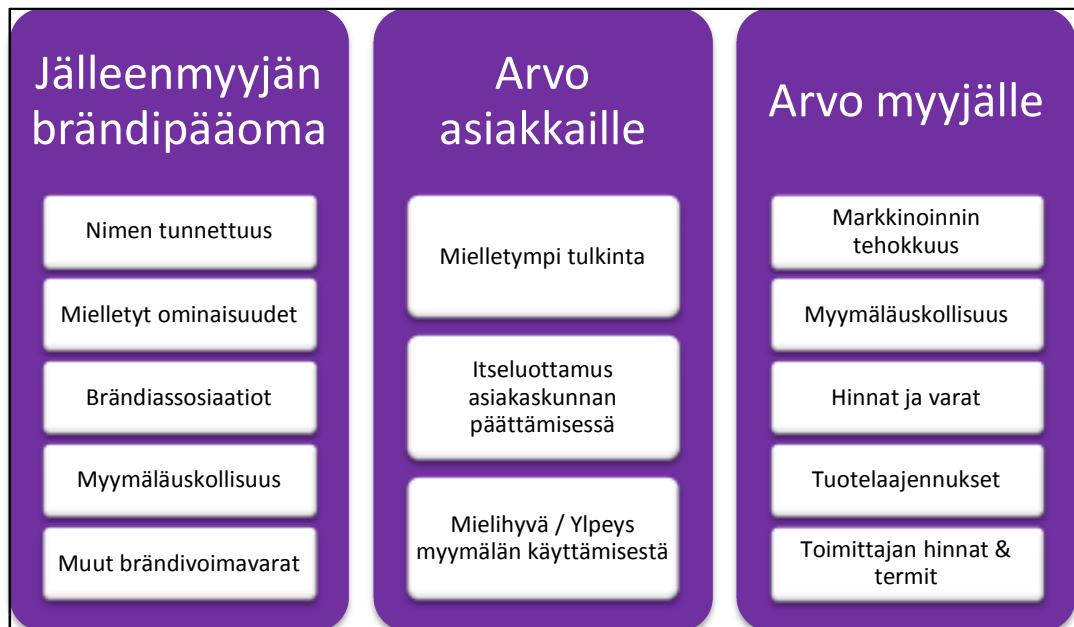 Jälleenmyyjän
brändipääoma
Nimen tunnettuus
Mielletyt ominaisuudet
Brändiassosiaatiot
Myymäläuskollisuus
Muut brändivoimavarat
Arvo
asiakkaille
Mielletympi tulkinta
Itseluottamus
asiakaskunnan
päättämisessä
Mielihyvä / Ylpeys
myymälän käyttämisestä
Arvo myyjälle
Markkinoinnin
tehokkuus
Myymäläuskollisuus
Hinnat ja varat
Tuotelaajennukset
Toimittajan hinnat &
termit